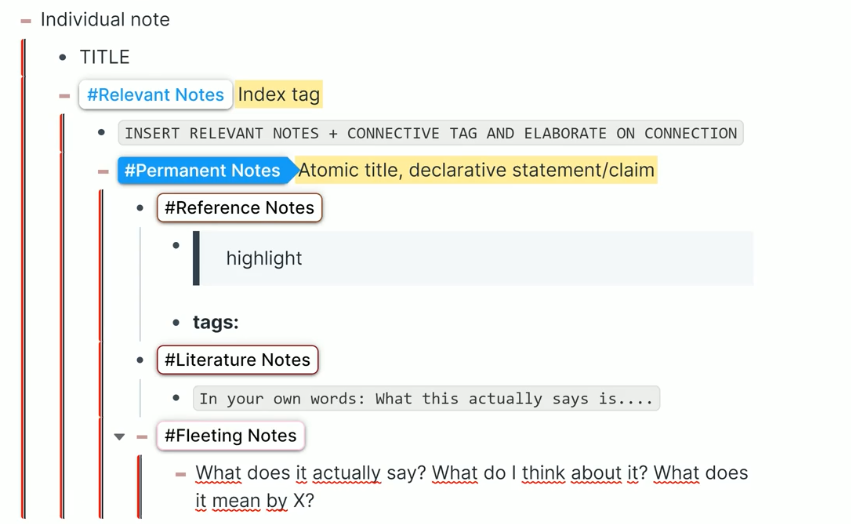 Individual note
TITLE
#Relevant Notes Index tag
INSERT RELEVANT NOTES + CONNECTIVE TAG AND ELABORATE ON CONNECTION
#Permanent Notes Atomic title, declarative statement/claim
#Reference Notes
highlight
tags:
#Literature Notes
In your own words: What this actually says is....
#Fleeting Notes
What does it actually say? What do I think about it? What does
it mean by X?